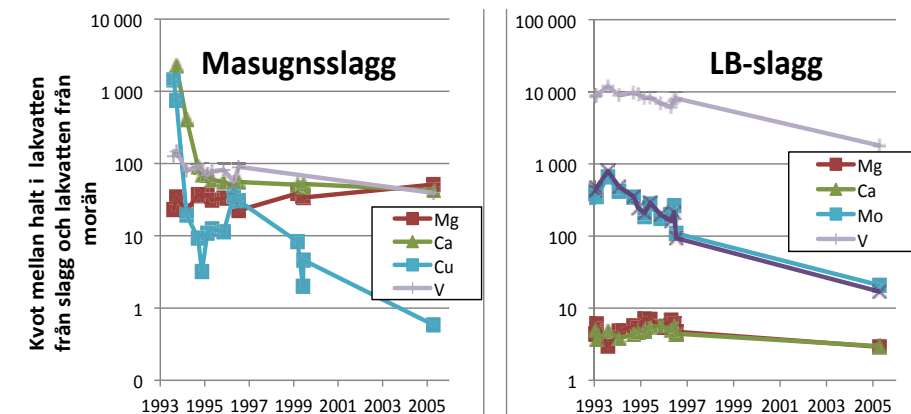 Kvot mellan halt i lakvatten
från slagg och lakvatten från
morän
Masugnsslagg
10 000
1 000
100
10
1
0
1993 1995 1997 1999 2001 2003 2005
Mg
Ca
Cu
V
LB-slagg
100 000
10 000
1 000
100
10
1
1993 1995 1997 1999 2001 2003 2005
Mg
Ca
Mo
V